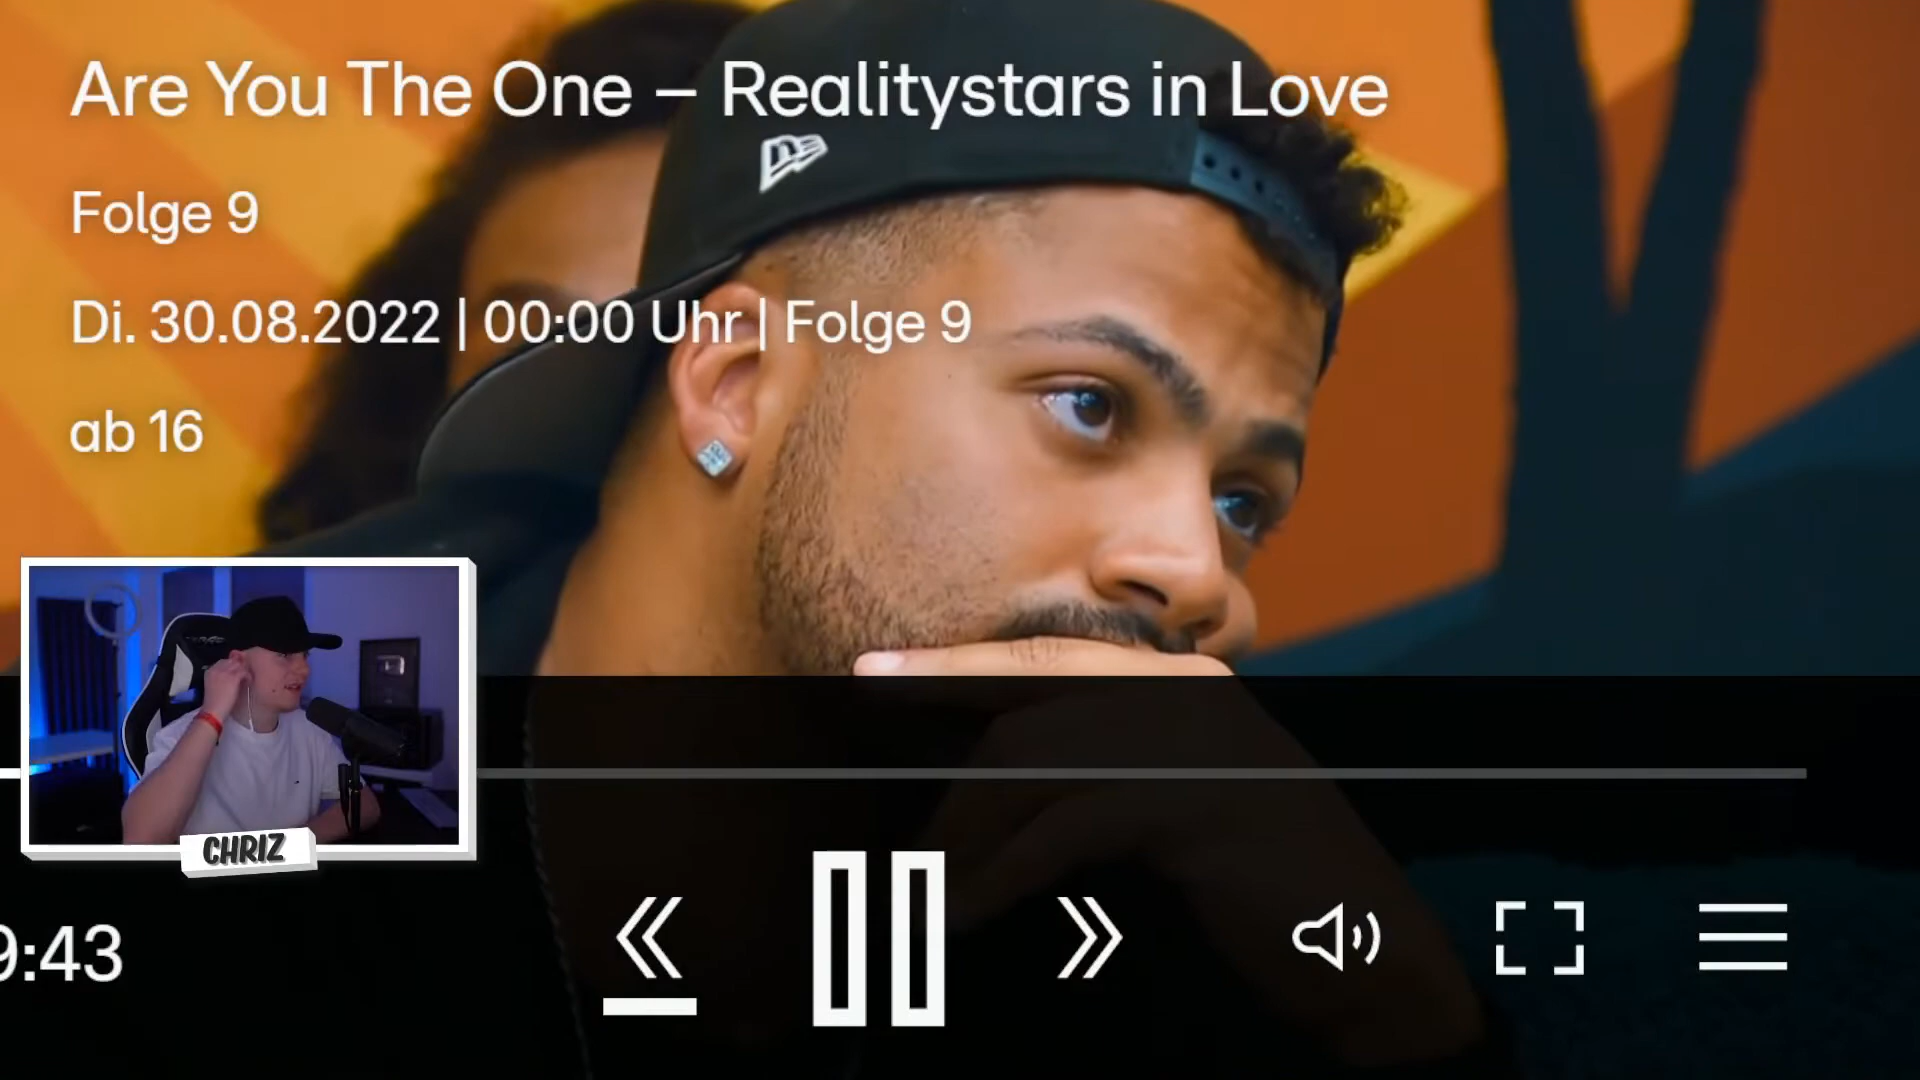 Are You The One – Realitystars in Love
Folge 9
Di. 30.08.2022 | 00:00 Uhr | Folge 9
ab 16
CHRIZ
9:43